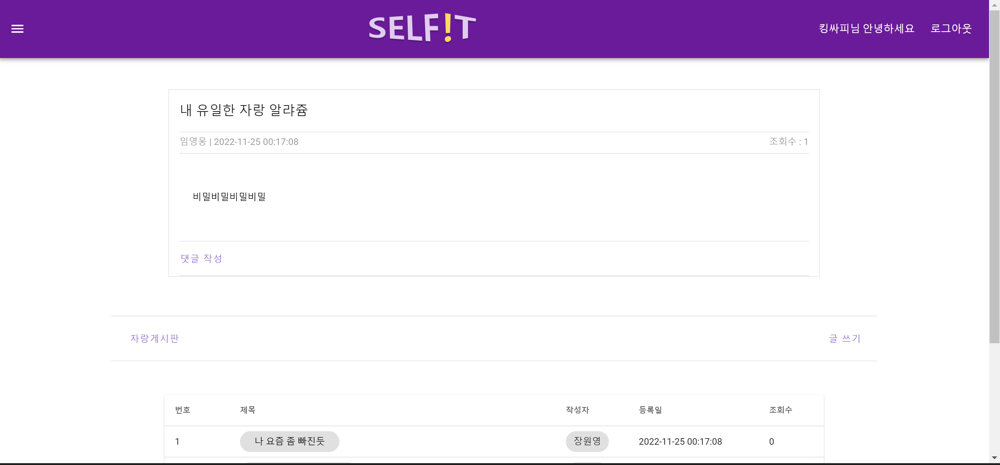 SELF!T
킹싸피님 안녕하세요 로그아웃
내 유일한 자랑 알랴쥼
임영웅 | 2022-11-25 00:17:08 조회수 : 1
비밀비밀비밀비밀
댓글 작성
자랑게시판 글 쓰기
번호 제목 작성자 등록일 조회수
1 나 요즘 좀 빠진듯 장원영 2022-11-25 00:17:08 0